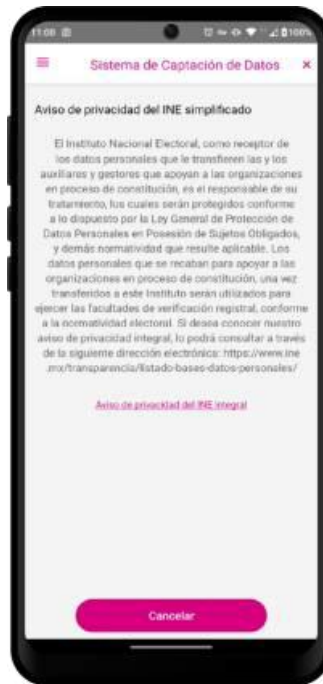 11:08 100%
Sistema de Captación de Datos ×
Aviso de privacidad del INE simplificado
El Instituto Nacional Electoral, como receptor de
los datos personales que le transfieren las y los
auxiliares y gestores que apoyan a las organizaciones
en proceso de constitución, es el responsable de su
tratamiento, los cuales serán protegidos conforme
a lo dispuesto por la Ley General de Protección de
Datos Personales en Posesión de Sujetos Obligados,
y demás normatividad que resulte aplicable. Los
datos personales que se recaban para apoyar a las
organizaciones en proceso de constitución, una vez
transferidos a este Instituto serán utilizados para
ejercer las facultades de verificación registral, conforme
a la normatividad electoral. Si desea conocer nuestro
aviso de privacidad integral, lo podrá consultar a través
de la siguiente dirección electrónica: https://www.ine
.mx/transparencia/listado-bases-datos-personales/
Aviso de privacidad del INE integral
Cancelar